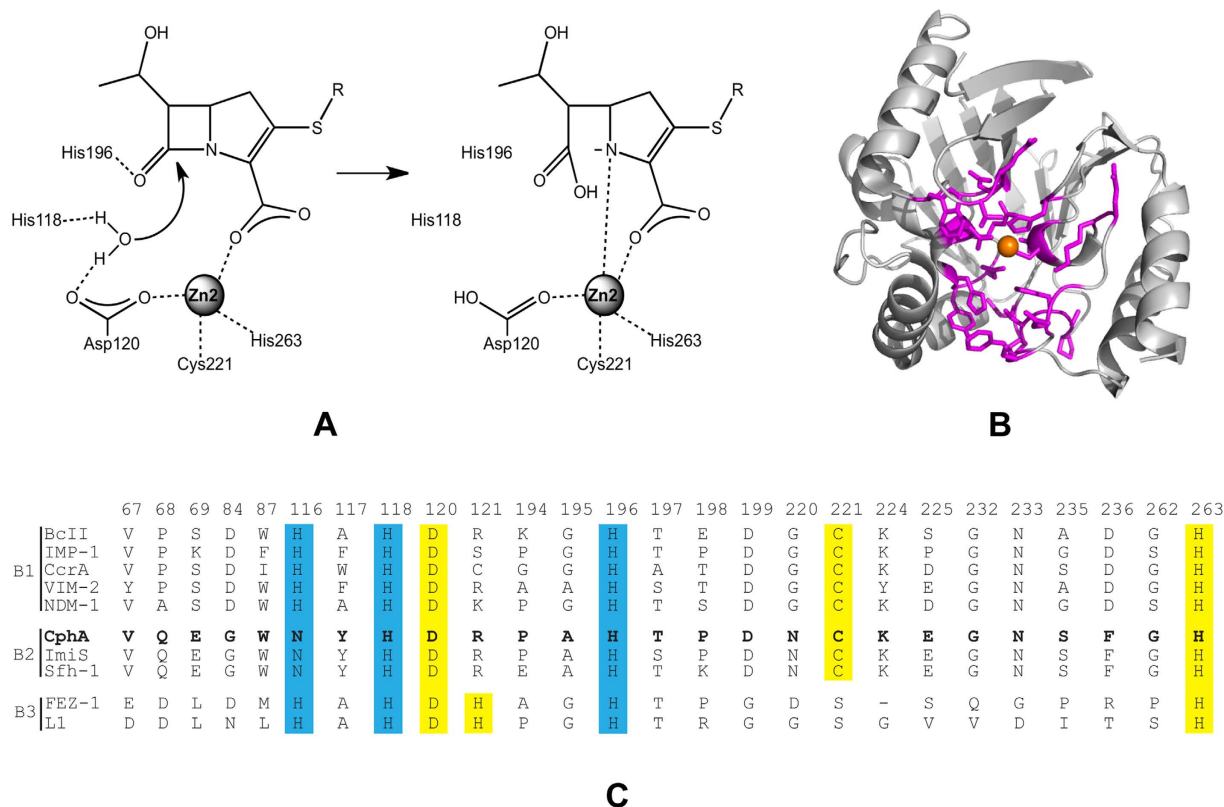 OH
R
S
N
His196
O
O
O
His118
H
O
H
O
O
Zn2
Asp120
His263
Cys221
OH
R
S
His196
– N
O
OH
O
O
His118
HO
O
Zn2
Asp120
His263
Cys221
A
B
67 68 69 84 87 116 117 118 120 121 194 195 196 197 198 199 220 221 224 225 232 233 235 236 262 263
B1
BcII V P S D W H A H D R K G H T E D G C K S G N A D G H
IMP-1 V P K D F H F H D S P G H T P D G C K P G N G D S H
CcrA V P S D I H W H D C G G H A T D G C K D G N S D G H
VIM-2 Y P S D W H F H D R A A H S T D G C Y E G N A D G H
NDM-1 V A S D W H A H D K P G H T S D G C K D G N G D S H
B2
CphA V Q E G W N Y H D R P A H T P D N C K E G N S F G H
ImiS V Q E G W N Y H D R P A H S P D N C K E G N S F G H
Sfh-1 V Q E G W N Y H D R E A H T K D N C K E G N S F G H
B3
FEZ-1 E D L D M H A H D H A G H T P G D S - S Q G P R P H
L1 D D L N L H A H D H P G H T R G G S G V V D I T S H
C